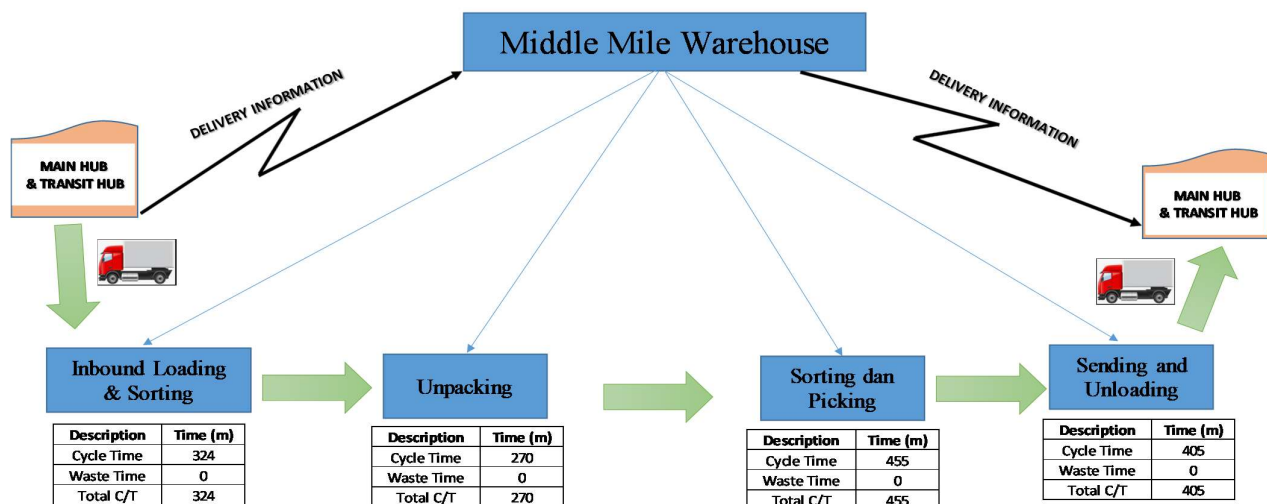 Middle Mile Warehouse
DELIVERY INFORMATION
DELIVERY INFORMATION
MAIN HUB
& TRANSIT HUB
MAIN HUB
& TRANSIT HUB
Inbound Loading
& Sorting
Unpacking
Sorting dan
Picking
Sending and
Unloading
Description Time (m)
Cycle Time 324
Waste Time 0
Total C/T 324
Description Time (m)
Cycle Time 270
Waste Time 0
Total C/T 270
Description Time (m)
Cycle Time 455
Waste Time 0
Total C/T 455
Description Time (m)
Cycle Time 405
Waste Time 0
Total C/T 405